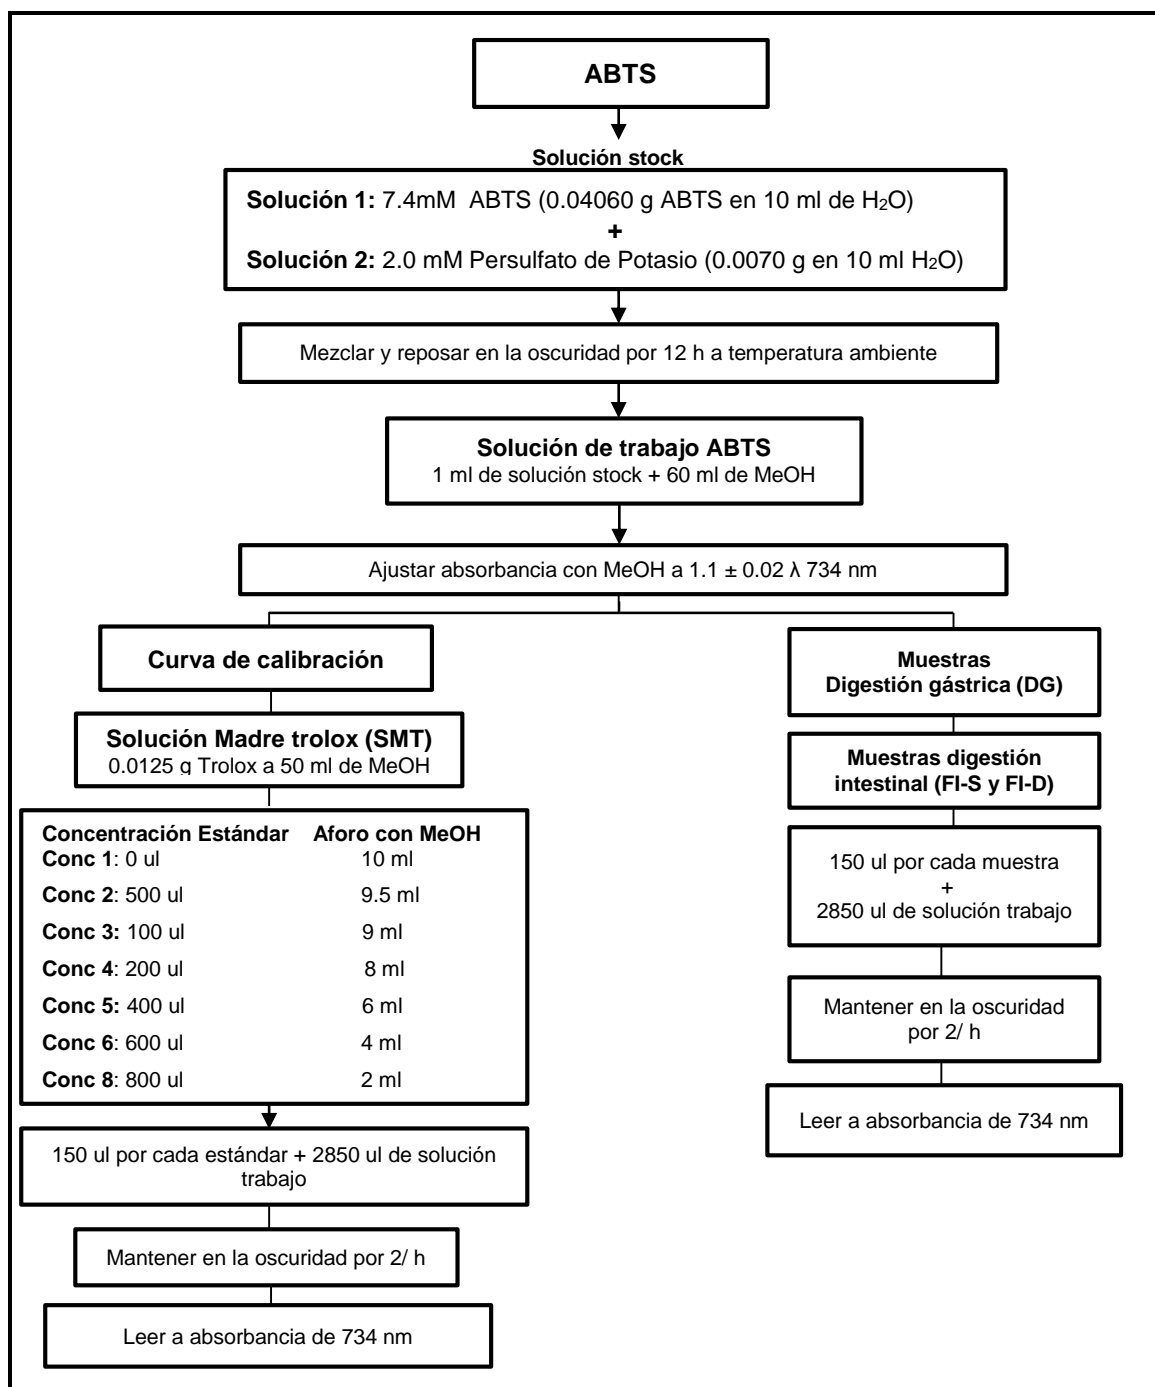 ABTS
Solución stock
Solución 1: 7.4mM ABTS (0.04060 g ABTS en 10 ml de H₂O)
+
Solución 2: 2.0 mM Persulfato de Potasio (0.0070 g en 10 ml H₂O)
Mezclar y reposar en la oscuridad por 12 h a temperatura ambiente
Solución de trabajo ABTS
1 ml de solución stock + 60 ml de MeOH
Ajustar absorbancia con MeOH a 1.1 ± 0.02 λ 734 nm
Curva de calibración
Solución Madre trolox (SMT)
0.0125 g Trolox a 50 ml de MeOH
Concentración Estándar Aforo con MeOH
Conc 1: 0 ul 10 ml
Conc 2: 500 ul 9.5 ml
Conc 3: 100 ul 9 ml
Conc 4: 200 ul 8 ml
Conc 5: 400 ul 6 ml
Conc 6: 600 ul 4 ml
Conc 8: 800 ul 2 ml
150 ul por cada estándar + 2850 ul de solución
trabajo
Mantener en la oscuridad por 2/ h
Leer a absorbancia de 734 nm
Muestras
Digestión gástrica (DG)
Muestras digestión
intestinal (FI-S y FI-D)
150 ul por cada muestra
+
2850 ul de solución trabajo
Mantener en la oscuridad
por 2/ h
Leer a absorbancia de 734 nm